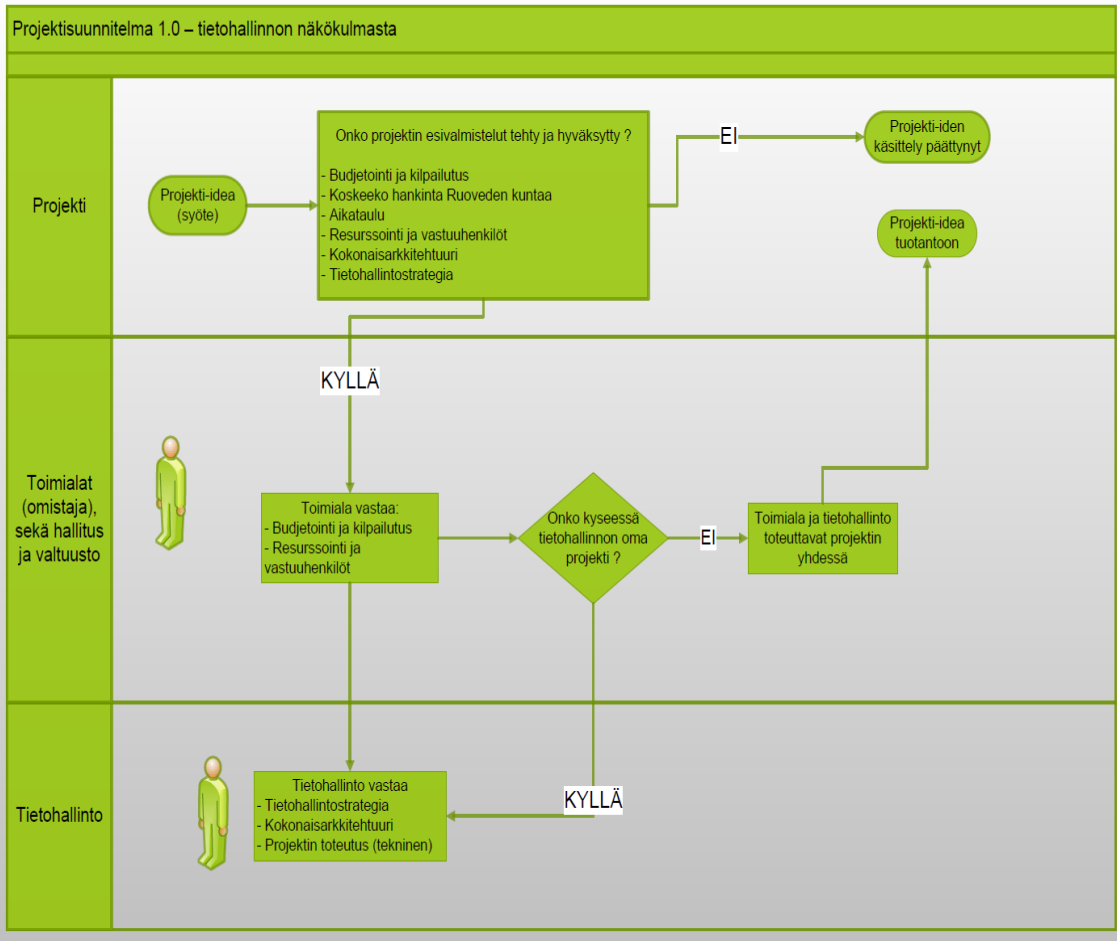 Projektisuunnitelma 1.0 – tietohallinnon näkökulmasta
Projekti
Projekti-idea
(syöte)
Onko projektin esivalmistelut tehty ja hyväksytty ?
- Budjetointi ja kilpailutus
- Koskeeko hankinta Ruoveden kuntaa
- Aikataulu
- Resurssointi ja vastuuhenkilöt
- Kokonaisarkkitehtuuri
- Tietohallintostrategia
EI
Projekti-iden
käsittely päättynyt
Projekti-idea
tuotantoon
KYLLÄ
Toimialat
(omistaja),
sekä hallitus
ja valtuusto
Toimiala vastaa:
- Budjetointi ja kilpailutus
- Resurssointi ja
vastuuhenkilöt
Onko kyseessä
tietohallinnon oma
projekti ?
EI
Toimiala ja tietohallinto
toteuttavat projektin
yhdessä
Tietohallinto
Tietohallinto vastaa
- Tietohallintostrategia
- Kokonaisarkkitehtuuri
- Projektin toteutus (tekninen)
KYLLÄ